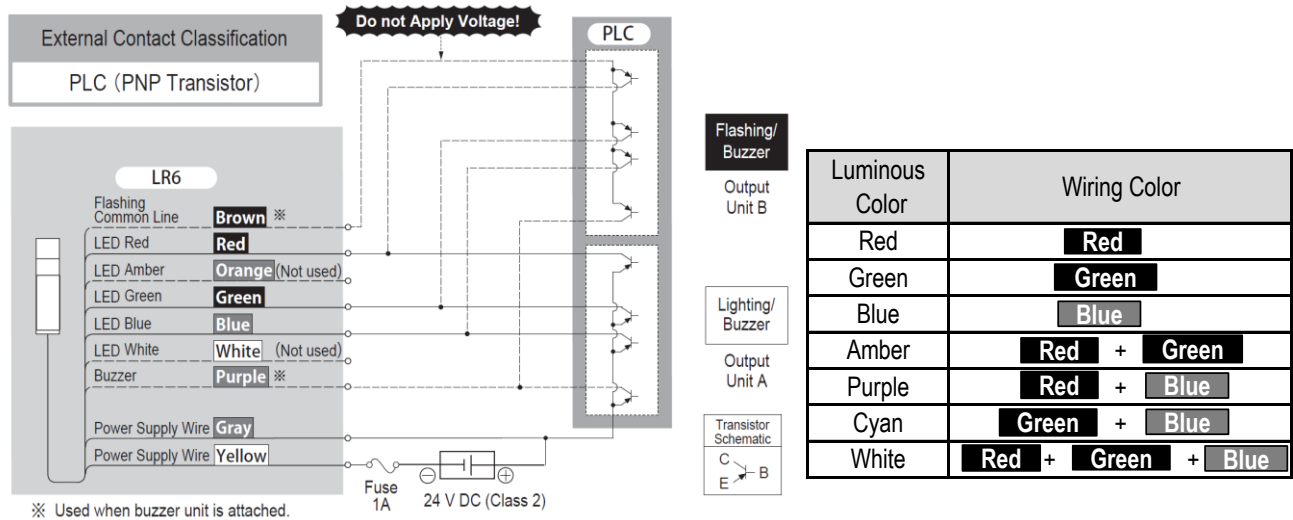 External Contact Classification
PLC (PNP Transistor)
Do not Apply Voltage!
PLC
LR6
Flashing
Common Line Brown ※
LED Red Red
LED Amber Orange (Not used)
LED Green Green
LED Blue Blue
LED White White (Not used)
Buzzer Purple ※
Power Supply Wire Gray
Power Supply Wire Yellow
Fuse
1A
24 V DC (Class 2)
※ Used when buzzer unit is attached.
Flashing/
Buzzer
Output
Unit B
Lighting/
Buzzer
Output
Unit A
Transistor
Schematic
C
B
E
Luminous
Color
Wiring Color
Red Red
Green Green
Blue Blue
Amber Red + Green
Purple Red + Blue
Cyan Green + Blue
White Red + Green + Blue